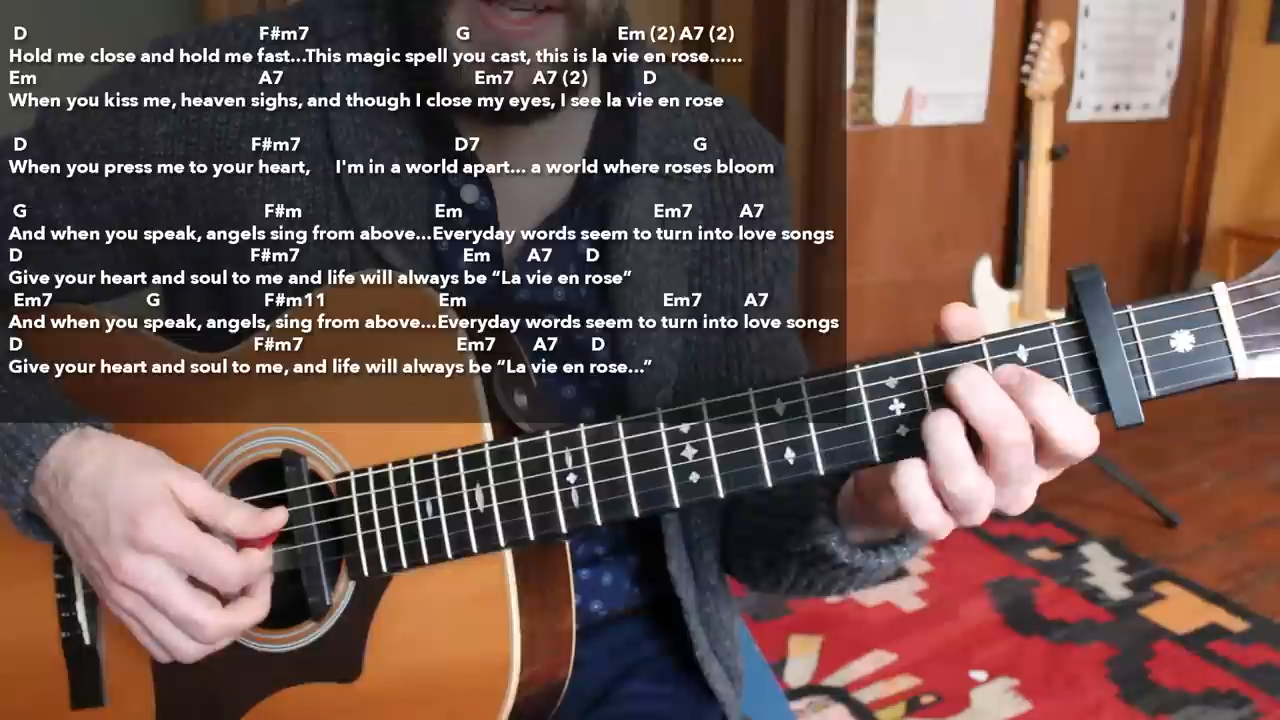 D F#m7 G Em (2) A7 (2)
Hold me close and hold me fast...This magic spell you cast, this is la vie en rose......
Em A7 Em7 A7 (2) D
When you kiss me, heaven sighs, and though I close my eyes, I see la vie en rose
D F#m7 D7 G
When you press me to your heart, I'm in a world apart... a world where roses bloom
G F#m Em Em7 A7
And when you speak, angels sing from above...Everyday words seem to turn into love songs
D F#m7 Em A7 D
Give your heart and soul to me and life will always be “La vie en rose”
Em7 G F#m11 Em Em7 A7
And when you speak, angels, sing from above...Everyday words seem to turn into love songs
D F#m7 Em7 A7 D
Give your heart and soul to me, and life will always be “La vie en rose...”